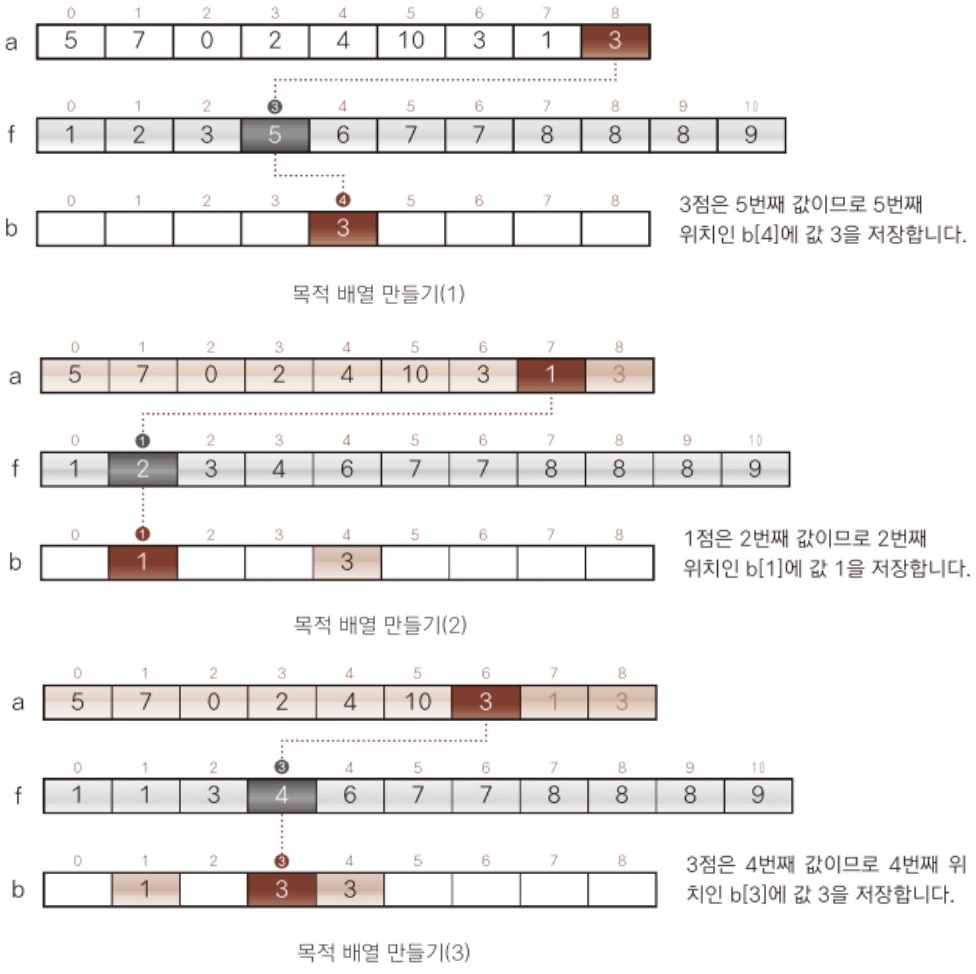 0 1 2 3 4 5 6 7 8
a 5 7 0 2 4 10 3 1 3
0 1 2 3 4 5 6 7 8 9 10
f 1 2 3 5 6 7 7 8 8 8 9
0 1 2 3 4 5 6 7 8
b 3
3점은 5번째 값이므로 5번째
위치인 b[4]에 값 3을 저장합니다.
목적 배열 만들기(1)
0 1 2 3 4 5 6 7 8
a 5 7 0 2 4 10 3 1 3
0 1 2 3 4 5 6 7 8 9 10
f 1 2 3 4 6 7 7 8 8 8 9
0 1 2 3 4 5 6 7 8
b 1 3
1점은 2번째 값이므로 2번째
위치인 b[1]에 값 1을 저장합니다.
목적 배열 만들기(2)
0 1 2 3 4 5 6 7 8
a 5 7 0 2 4 10 3 1 3
0 1 2 3 4 5 6 7 8 9 10
f 1 1 3 4 6 7 7 8 8 8 9
0 1 2 3 4 5 6 7 8
b 1 3 3
3점은 4번째 값이므로 4번째 위
치인 b[3]에 값 3을 저장합니다.
목적 배열 만들기(3)